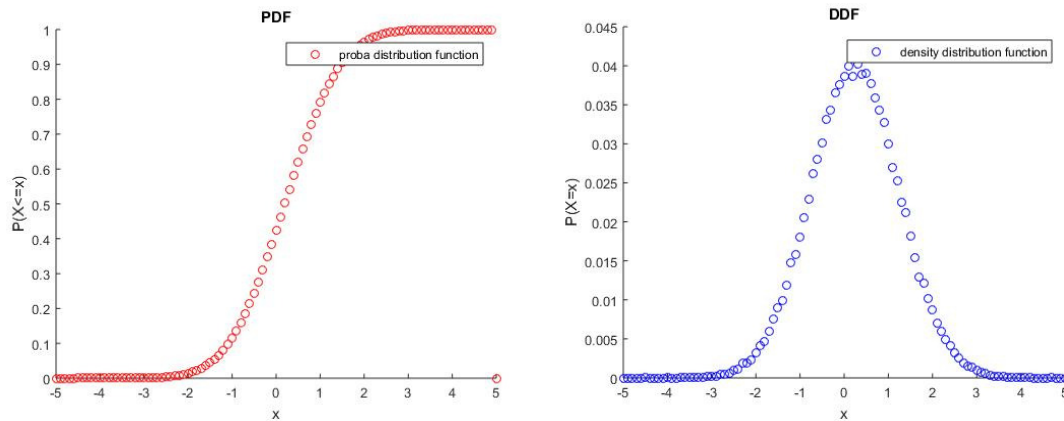 PDF
1
0.9
0.8
0.7
0.6
0.5
0.4
0.3
0.2
0.1
0
P(X<=x)
proba distribution function
-5 -4 -3 -2 -1 0 1 2 3 4 5
x
DDF
0.045
0.04
0.035
0.03
0.025
0.02
0.015
0.01
0.005
0
P(X=x)
density distribution function
-5 -4 -3 -2 -1 0 1 2 3 4 5
x